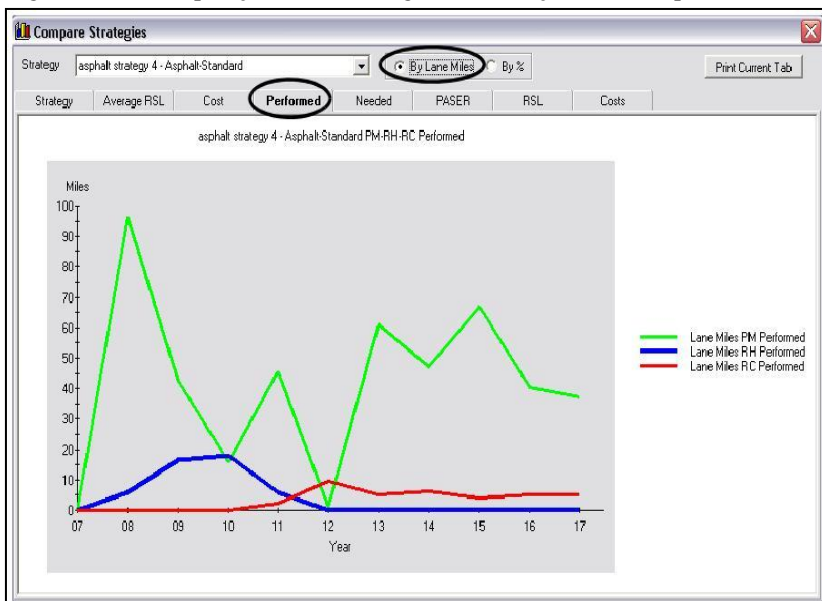 Compare Strategies
Strategy asphalt strategy 4 - Asphalt-Standard By Lane Miles By % Print Current Tab
Strategy Average RSL Cost Performed Needed PASER RSL Costs
asphalt strategy 4 - Asphalt-Standard PM-RH-RC Performed
Miles
100
90
80
70
60
50
40
30
20
10
0
07 08 09 10 11 12 13 14 15 16 17
Year
Lane Miles PM Performed
Lane Miles RH Performed
Lane Miles RC Performed